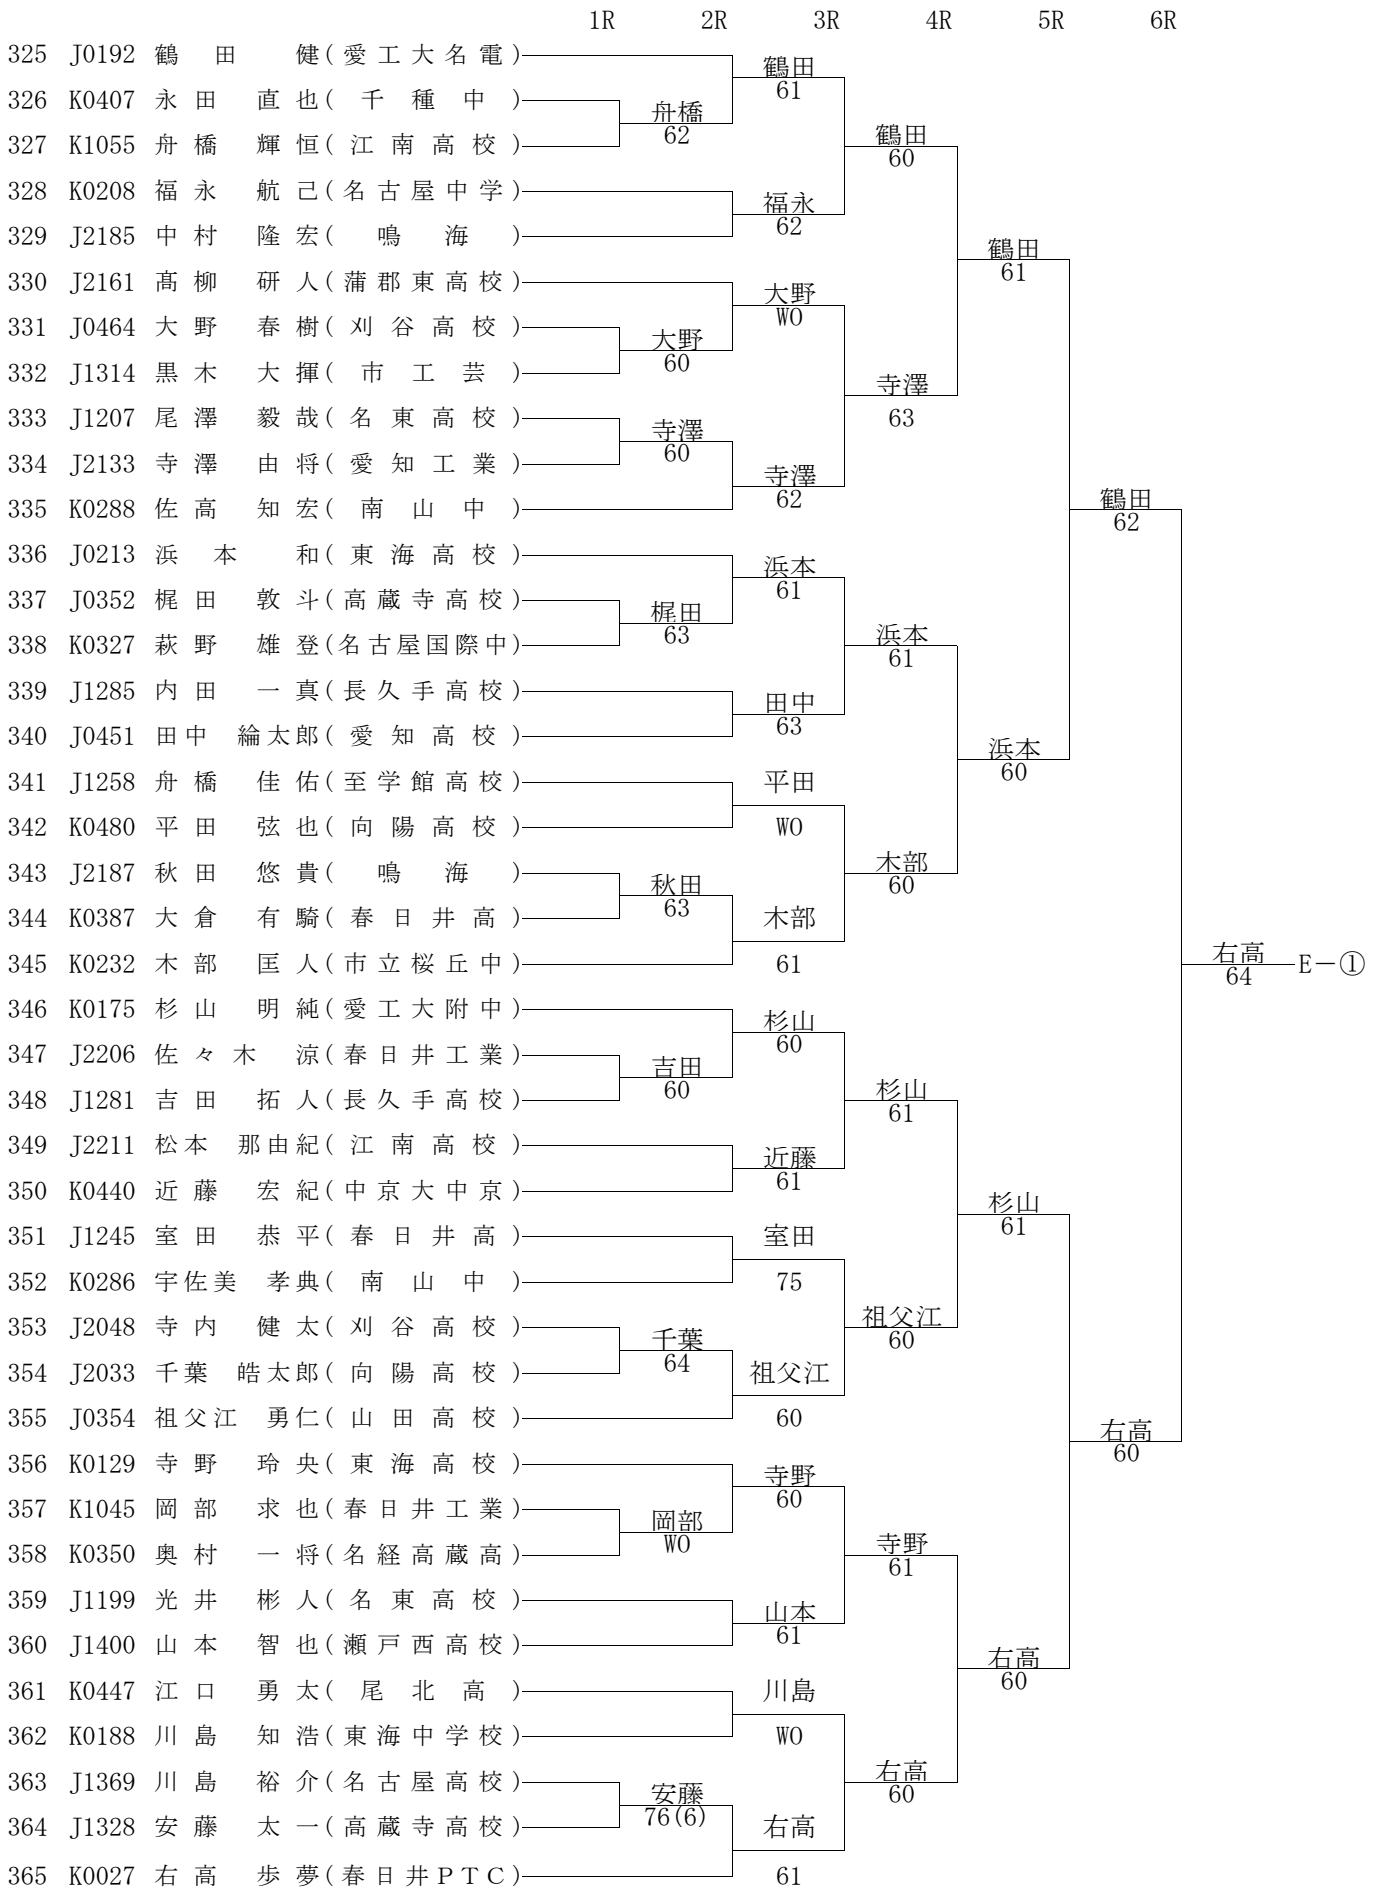 1R 2R 3R 4R 5R 6R
325 J0192 鶴田 健(愛工大名電)
鶴田
61
326 K0407 永田 直也(千種中)
舟橋
62
327 K1055 舟橋 輝恒(江南高校)
鶴田
60
328 K0208 福永 航己(名古屋中学)
福永
62
329 J2185 中村 隆宏(鳴海)
鶴田
61
330 J2161 髙柳 研人(蒲郡東高校)
大野
WO
331 J0464 大野 春樹(刈谷高校)
大野
60
332 J1314 黒木 大揮(市工芸)
寺澤
63
333 J1207 尾澤 毅哉(名東高校)
寺澤
60
334 J2133 寺澤 由将(愛知工業)
寺澤
62
335 K0288 佐高 知宏(南山中)
鶴田
62
336 J0213 浜本 和(東海高校)
浜本
61
337 J0352 梶田 敦斗(高蔵寺高校)
梶田
63
338 K0327 萩野 雄登(名古屋国際中)
浜本
61
339 J1285 内田 一真(長久手高校)
田中
63
340 J0451 田中 綸太郎(愛知高校)
浜本
60
341 J1258 舟橋 佳佑(至学館高校)
平田
WO
342 K0480 平田 弦也(向陽高校)
木部
60
343 J2187 秋田 悠貴(鳴海)
秋田
63
344 K0387 大倉 有騎(春日井高)
木部
61
345 K0232 木部 匡人(市立桜丘中)
右高
64
E－①
346 K0175 杉山 明純(愛工大附中)
杉山
60
347 J2206 佐々木 涼(春日井工業)
吉田
60
348 J1281 吉田 拓人(長久手高校)
杉山
61
349 J2211 松本 那由紀(江南高校)
近藤
61
350 K0440 近藤 宏紀(中京大中京)
杉山
61
351 J1245 室田 恭平(春日井高)
室田
75
352 K0286 宇佐美 孝典(南山中)
祖父江
60
353 J2048 寺内 健太(刈谷高校)
千葉
64
354 J2033 千葉 皓太郎(向陽高校)
祖父江
60
355 J0354 祖父江 勇仁(山田高校)
右高
60
356 K0129 寺野 玲央(東海高校)
寺野
60
357 K1045 岡部 求也(春日井工業)
岡部
WO
358 K0350 奥村 一将(名経高蔵高)
寺野
61
359 J1199 光井 彬人(名東高校)
山本
61
360 J1400 山本 智也(瀬戸西高校)
右高
60
361 K0447 江口 勇太(尾北高)
川島
WO
362 K0188 川島 知浩(東海中学校)
右高
60
363 J1369 川島 裕介(名古屋高校)
安藤
76(6)
364 J1328 安藤 太一(高蔵寺高校)
右高
61
365 K0027 右高 歩夢(春日井PTC)